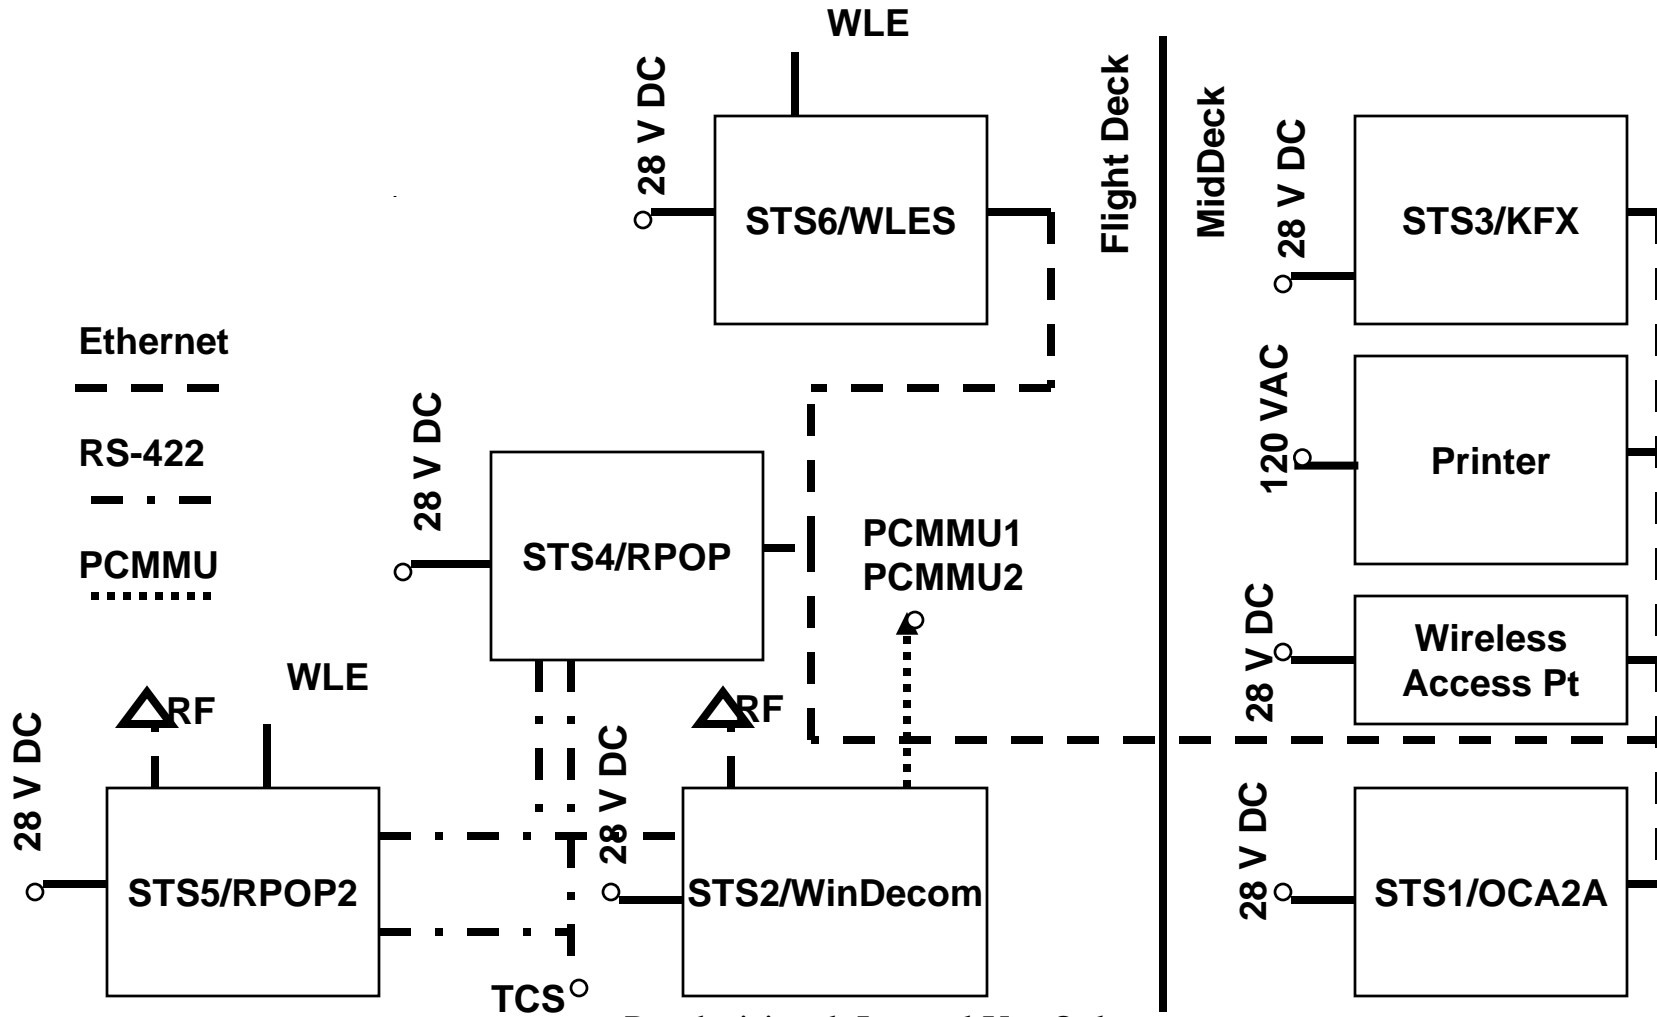 WLE
28 V DC
STS6/WLES
Flight Deck
MidDeck
28 V DC
STS3/KFX
Ethernet
RS-422
PCMMU
28 V DC
STS4/RPOP
PCMMU1
PCMMU2
120 VAC
Printer
28 V DC
Wireless
Access Pt
RF
WLE
28 V DC
STS5/RPOP2
RF
28 V DC
STS2/WinDecom
28 V DC
STS1/OCA2A
TCS